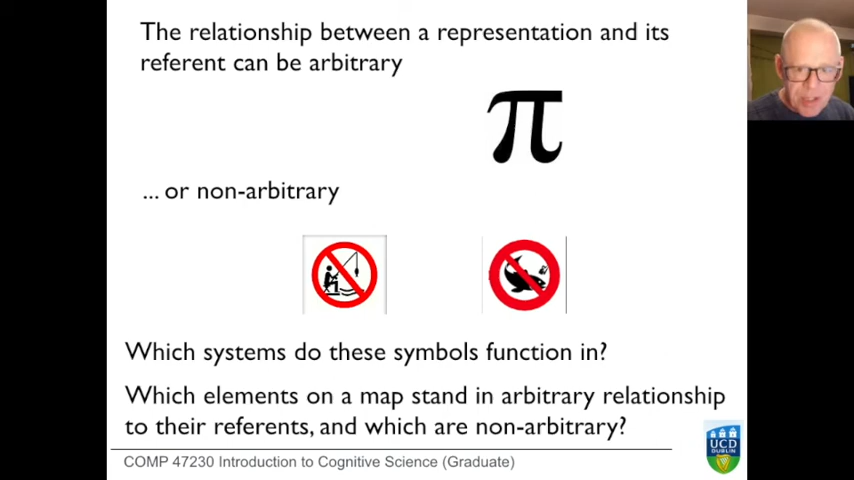 The relationship between a representation and its
referent can be arbitrary
π
... or non-arbitrary
Which systems do these symbols function in?
Which elements on a map stand in arbitrary relationship
to their referents, and which are non-arbitrary?
UCD
DUBLIN
COMP 47230 Introduction to Cognitive Science (Graduate)